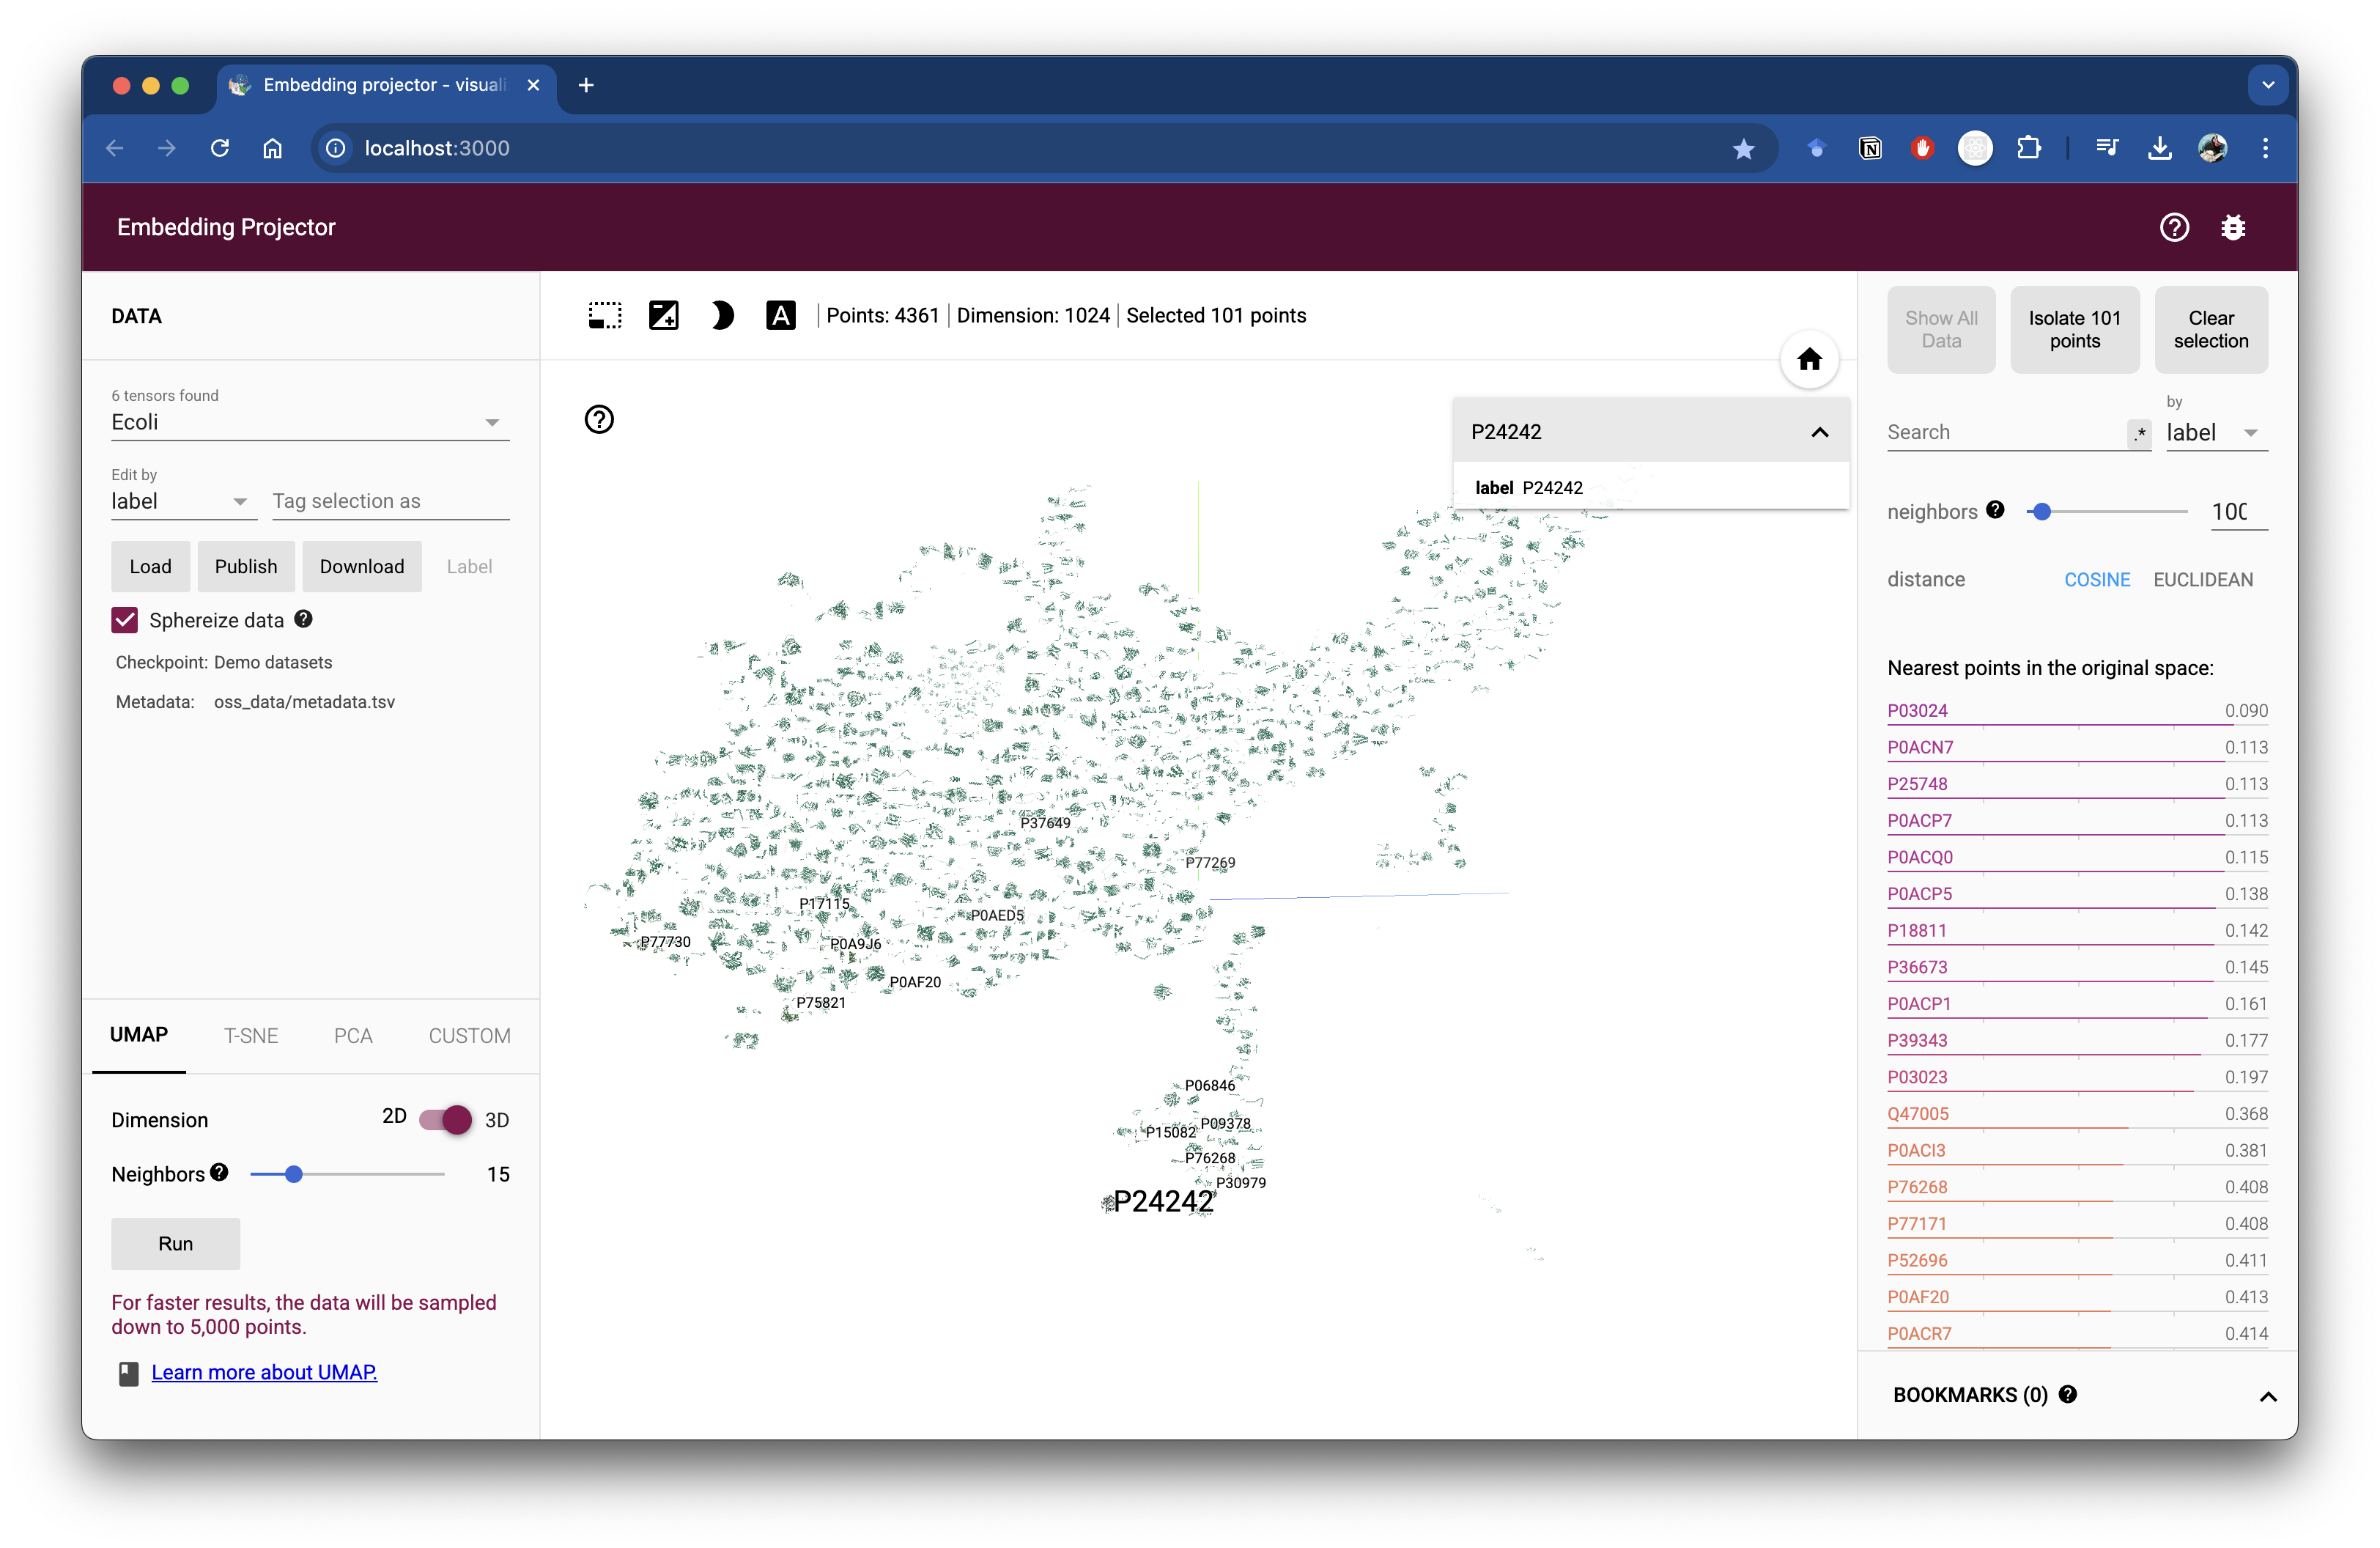 Embedding projector - visuali
localhost:3000
Embedding Projector
DATA
6 tensors found
Ecoli
Edit by
label
Tag selection as
Load
Publish
Download
Label
Sphereize data
Checkpoint: Demo datasets
Metadata: oss_data/metadata.tsv
UMAP
T-SNE
PCA
CUSTOM
Dimension
2D
3D
Neighbors
15
Run
For faster results, the data will be sampled
down to 5,000 points.
Learn more about UMAP.
A
Points: 4361
Dimension: 1024
Selected 101 points
P24242
label P24242
P37649
P77269
P17115
P0AED5
P77730
P0A9J6
P0AF20
P75821
P06846
P09378
P15082
P76268
P30979
P24242
Show All
Data
Isolate 101
points
Clear
selection
Search
.*
by
label
neighbors
100
distance
COSINE
EUCLIDEAN
Nearest points in the original space:
P03024 0.090
P0ACN7 0.113
P25748 0.113
P0ACP7 0.113
P0ACQ0 0.115
P0ACP5 0.138
P18811 0.142
P36673 0.145
P0ACP1 0.161
P39343 0.177
P03023 0.197
Q47005 0.368
P0ACI3 0.381
P76268 0.408
P77171 0.408
P52696 0.411
P0AF20 0.413
P0ACR7 0.414
BOOKMARKS (0)